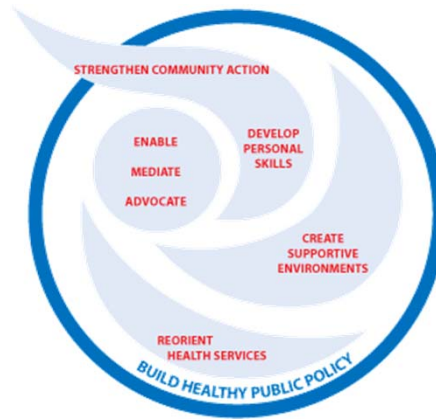 STRENGTHEN COMMUNITY ACTION
ENABLE
MEDIATE
ADVOCATE
DEVELOP
PERSONAL
SKILLS
CREATE
SUPPORTIVE
ENVIRONMENTS
REORIENT
HEALTH SERVICES
BUILD HEALTHY PUBLIC POLICY